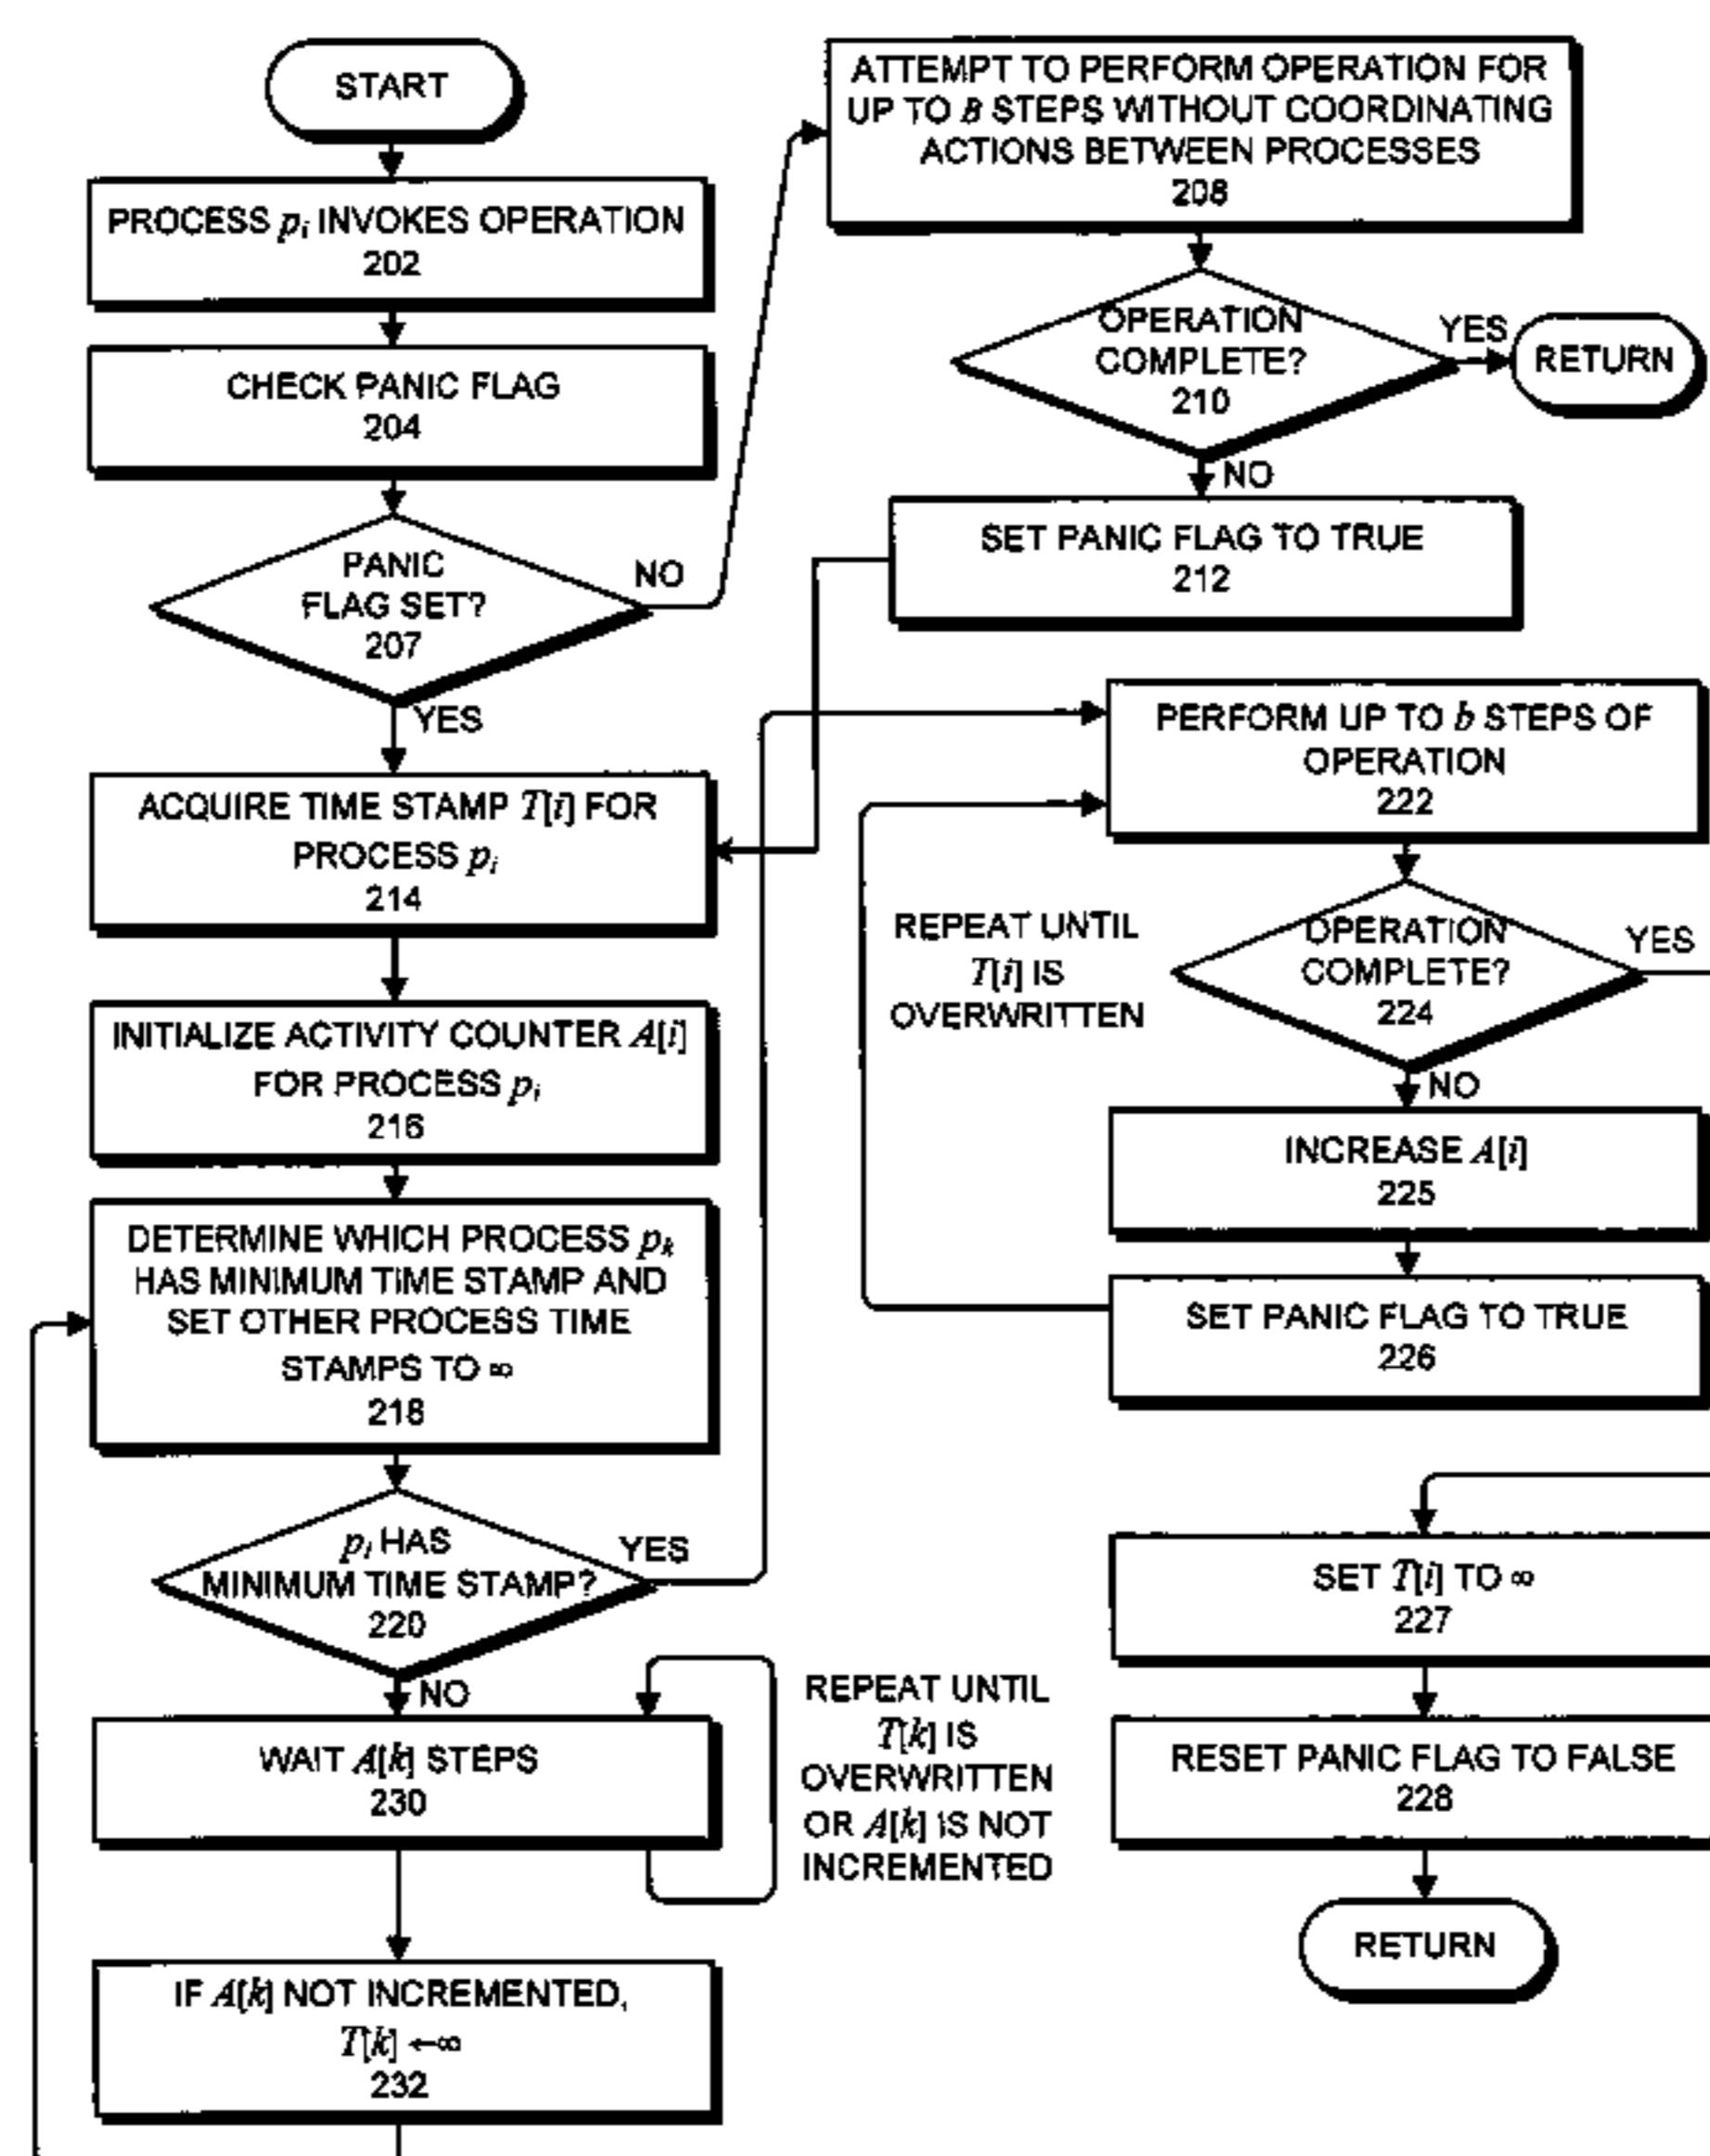 START
PROCESS pi INVOKES OPERATION
202
CHECK PANIC FLAG
204
PANIC
FLAG SET?
207
NO
YES
ATTEMPT TO PERFORM OPERATION FOR
UP TO B STEPS WITHOUT COORDINATING
ACTIONS BETWEEN PROCESSES
208
OPERATION
COMPLETE?
210
YES
RETURN
NO
SET PANIC FLAG TO TRUE
212
ACQUIRE TIME STAMP T[i] FOR
PROCESS pi
214
INITIALIZE ACTIVITY COUNTER A[i]
FOR PROCESS pi
216
DETERMINE WHICH PROCESS pk
HAS MINIMUM TIME STAMP AND
SET OTHER PROCESS TIME
STAMPS TO ∞
218
pi HAS
MINIMUM TIME STAMP?
220
YES
NO
PERFORM UP TO b STEPS OF
OPERATION
222
OPERATION
COMPLETE?
224
YES
NO
REPEAT UNTIL
T[i] IS
OVERWRITTEN
INCREASE A[i]
225
SET PANIC FLAG TO TRUE
226
SET T[i] TO ∞
227
RESET PANIC FLAG TO FALSE
228
RETURN
WAIT A[k] STEPS
230
REPEAT UNTIL
T[k] IS
OVERWRITTEN
OR A[k] IS NOT
INCREMENTED
IF A[k] NOT INCREMENTED,
T[k] ←∞
232